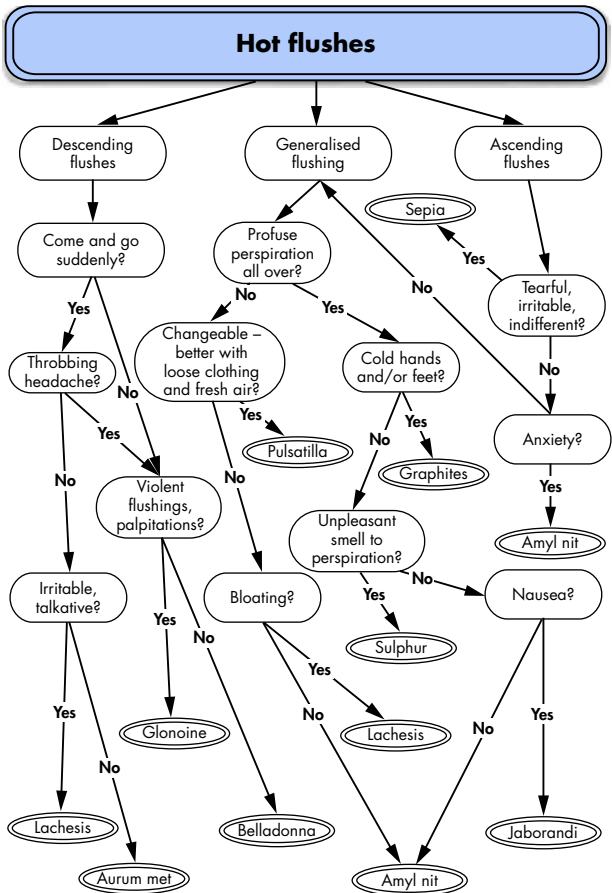 Hot flushes
Descending
flushes
Generalised
flushing
Ascending
flushes
Sepia
Come and go
suddenly?
Profuse
perspiration
all over?
Yes
Tearful,
irritable,
indifferent?
No
Yes
No
Yes
Changeable –
better with
loose clothing
and fresh air?
Throbbing
headache?
Cold hands
and/or feet?
No
No
Yes
Yes
Yes
No
Anxiety?
Pulsatilla
Graphites
No
No
Yes
Violent
flushings,
palpitations?
Unpleasant
smell to
perspiration?
Amyl nit
No
Irritable,
talkative?
Bloating?
Yes
Nausea?
Yes
No
Sulphur
Yes
Yes
No
Yes
No
Glonoine
Lachesis
No
Lachesis
Belladonna
Jaborandi
Aurum met
Amyl nit